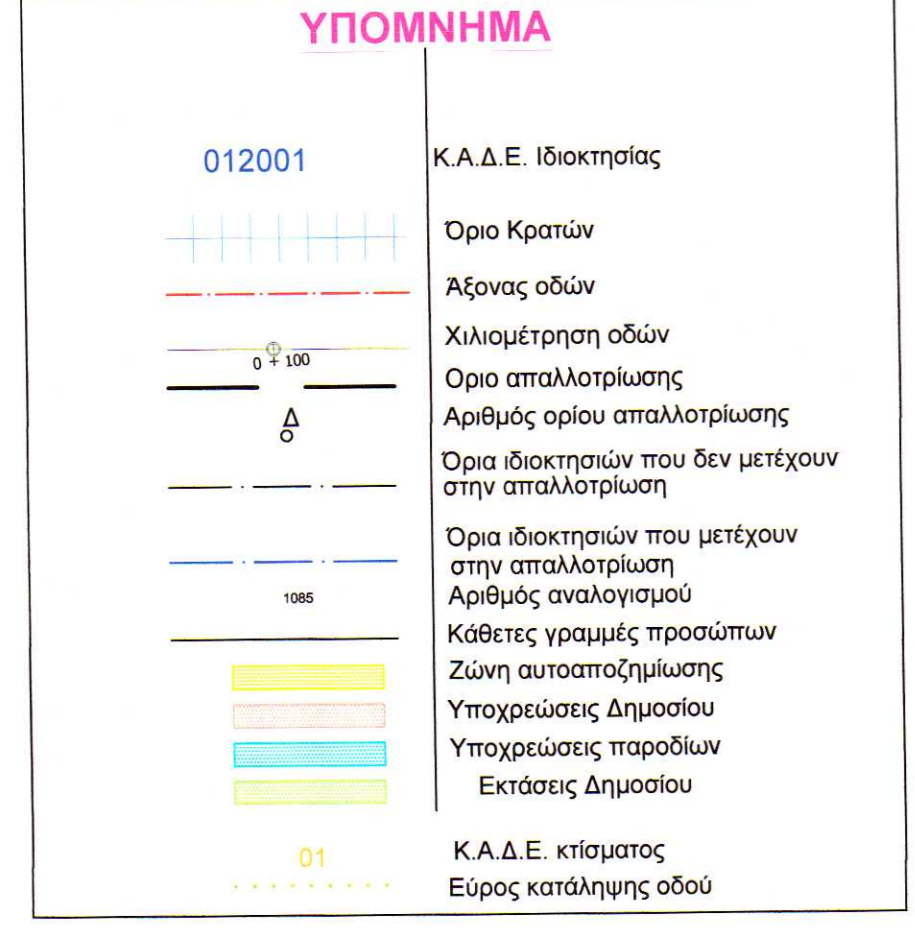 ΥΠΟΜΝΗΜΑ
012001 Κ.Α.Δ.Ε. Ιδιοκτησίας
Όριο Κρατών
Άξονας οδών
Χιλιομέτρηση οδών
0 + 100
Οριο απαλλοτρίωσης
Δ Αριθμός ορίου απαλλοτρίωσης
Όρια ιδιοκτησιών που δεν μετέχουν
στην απαλλοτρίωση
Όρια ιδιοκτησιών που μετέχουν
στην απαλλοτρίωση
1085 Αριθμός αναλογισμού
Κάθετες γραμμές προσώπων
Ζώνη αυτοαποζημίωσης
Υποχρεώσεις Δημοσίου
Υποχρεώσεις παροδίων
Εκτάσεις Δημοσίου
01 Κ.Α.Δ.Ε. κτίσματος
Εύρος κατάληψης οδού